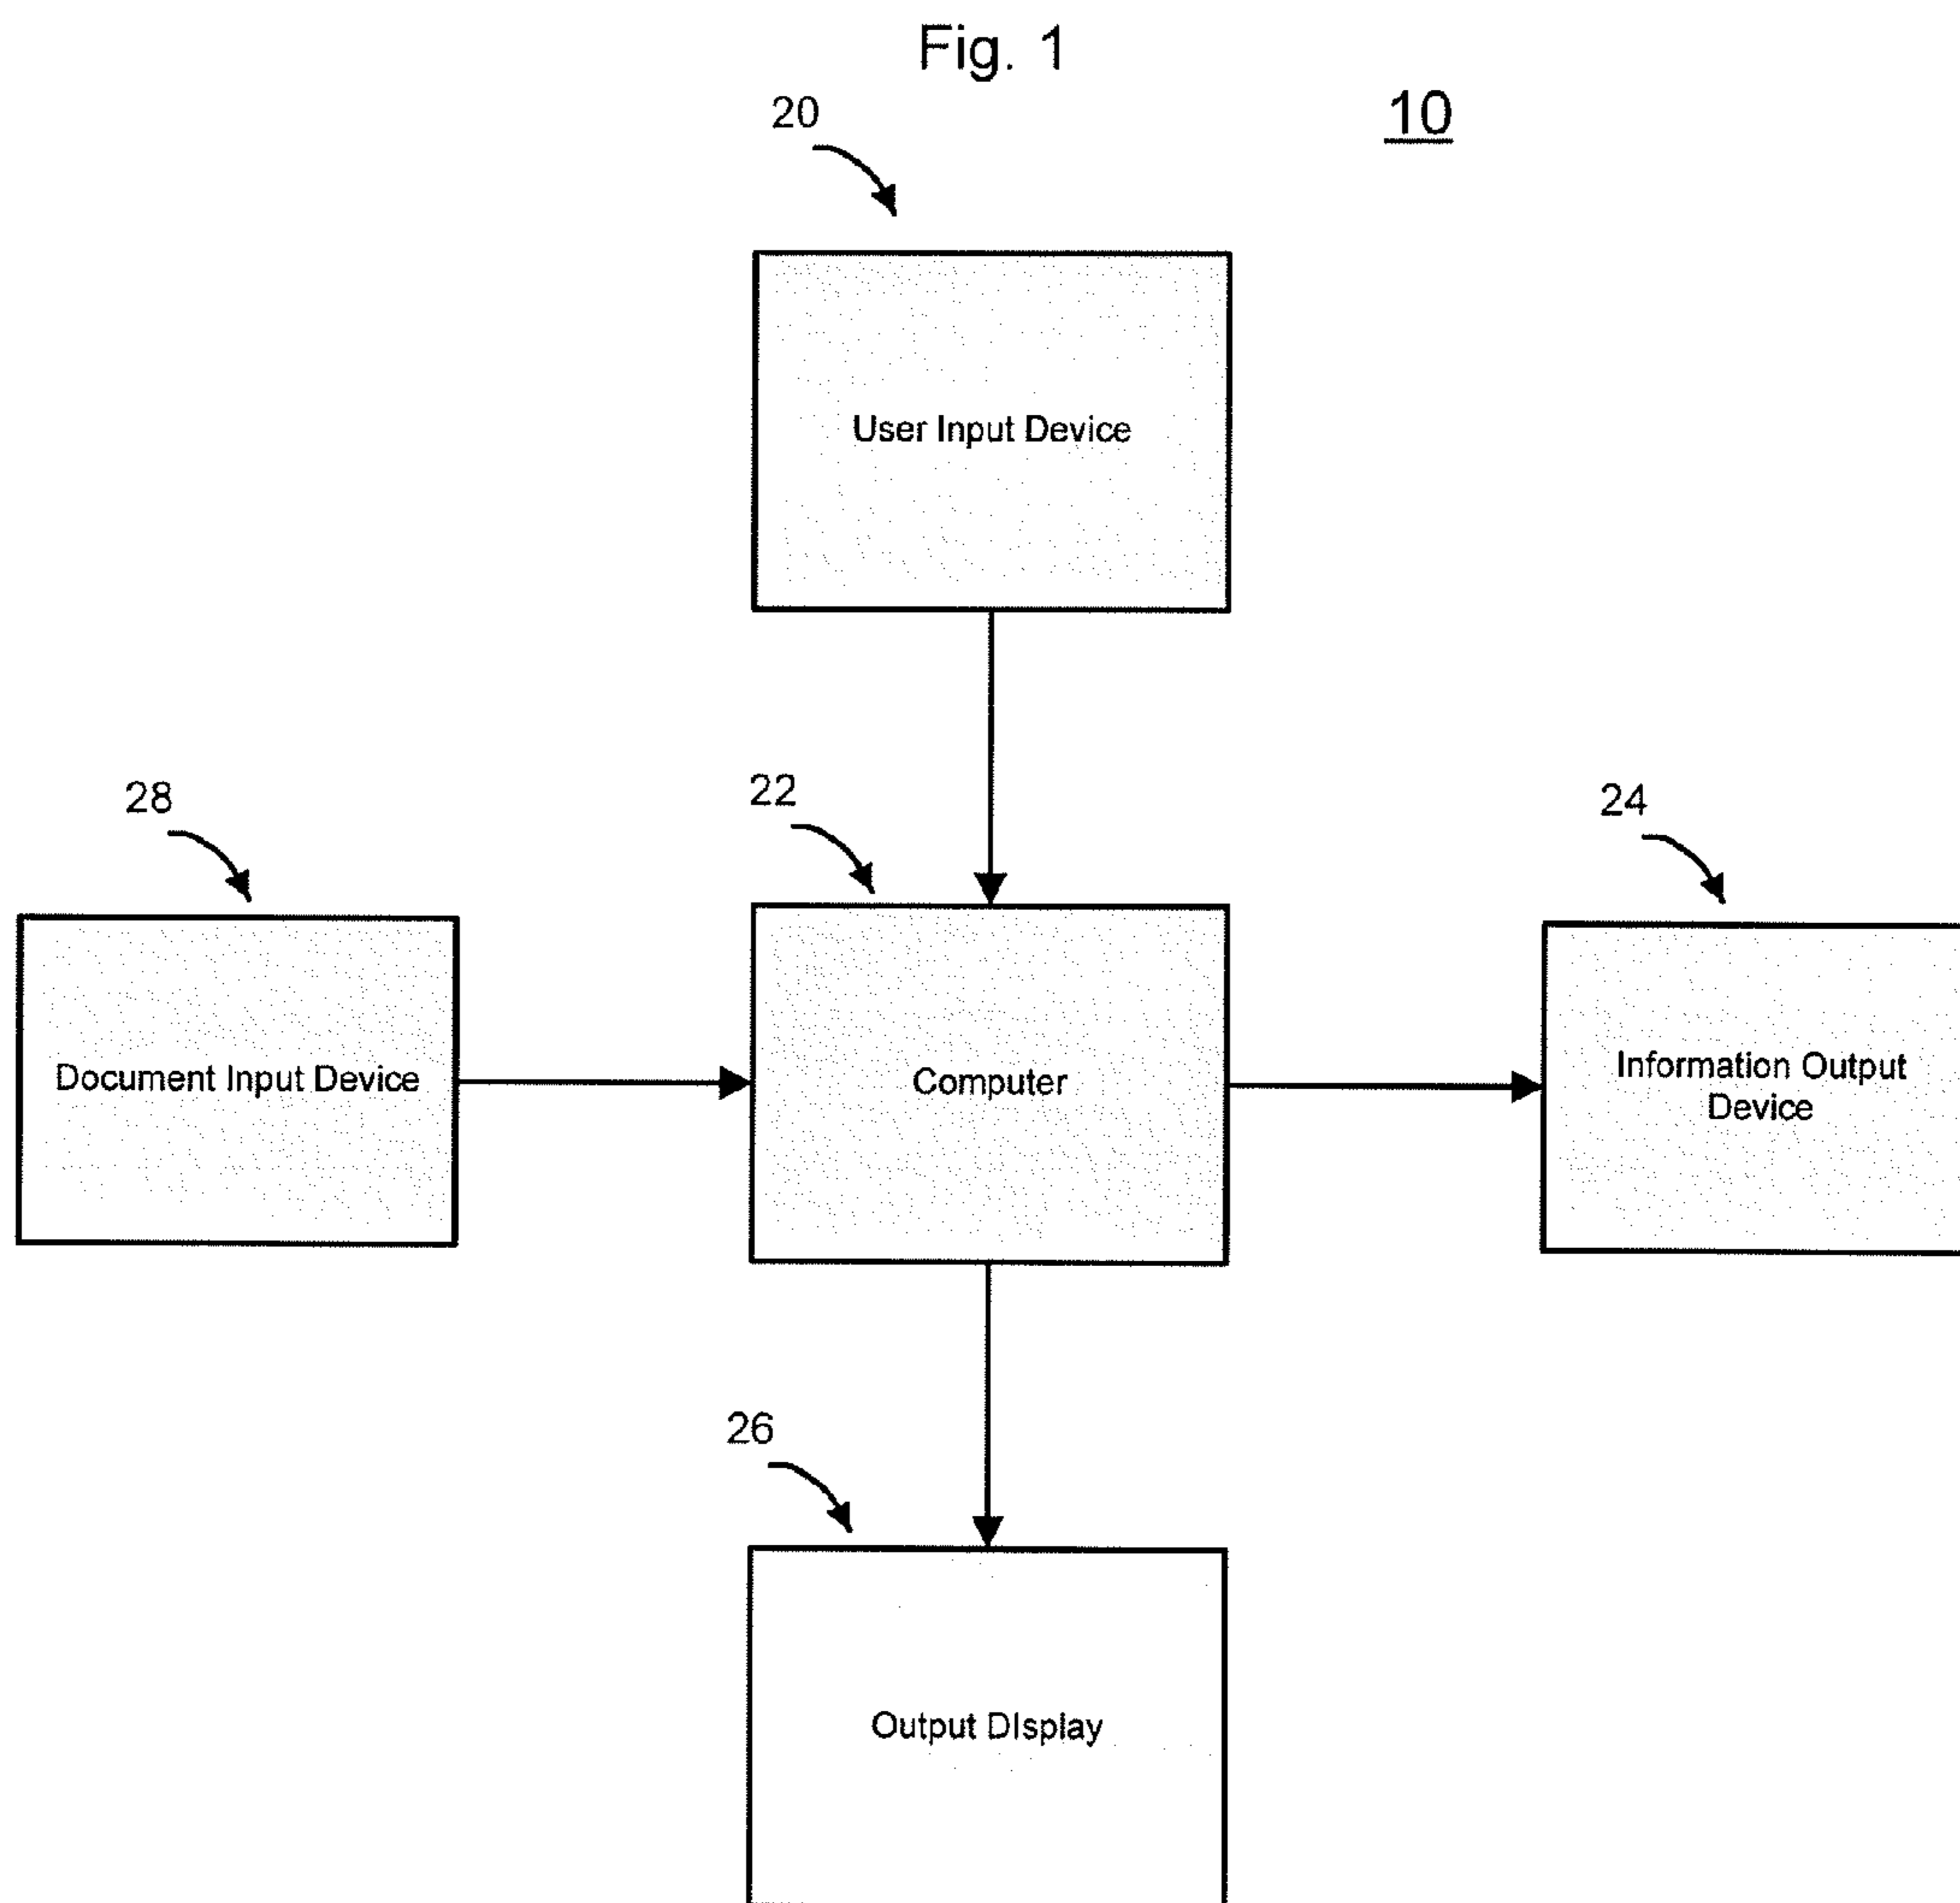 Fig. 1
10
20
User Input Device
28
22
24
Document Input Device
Computer
Information Output
Device
26
Output DIsplay